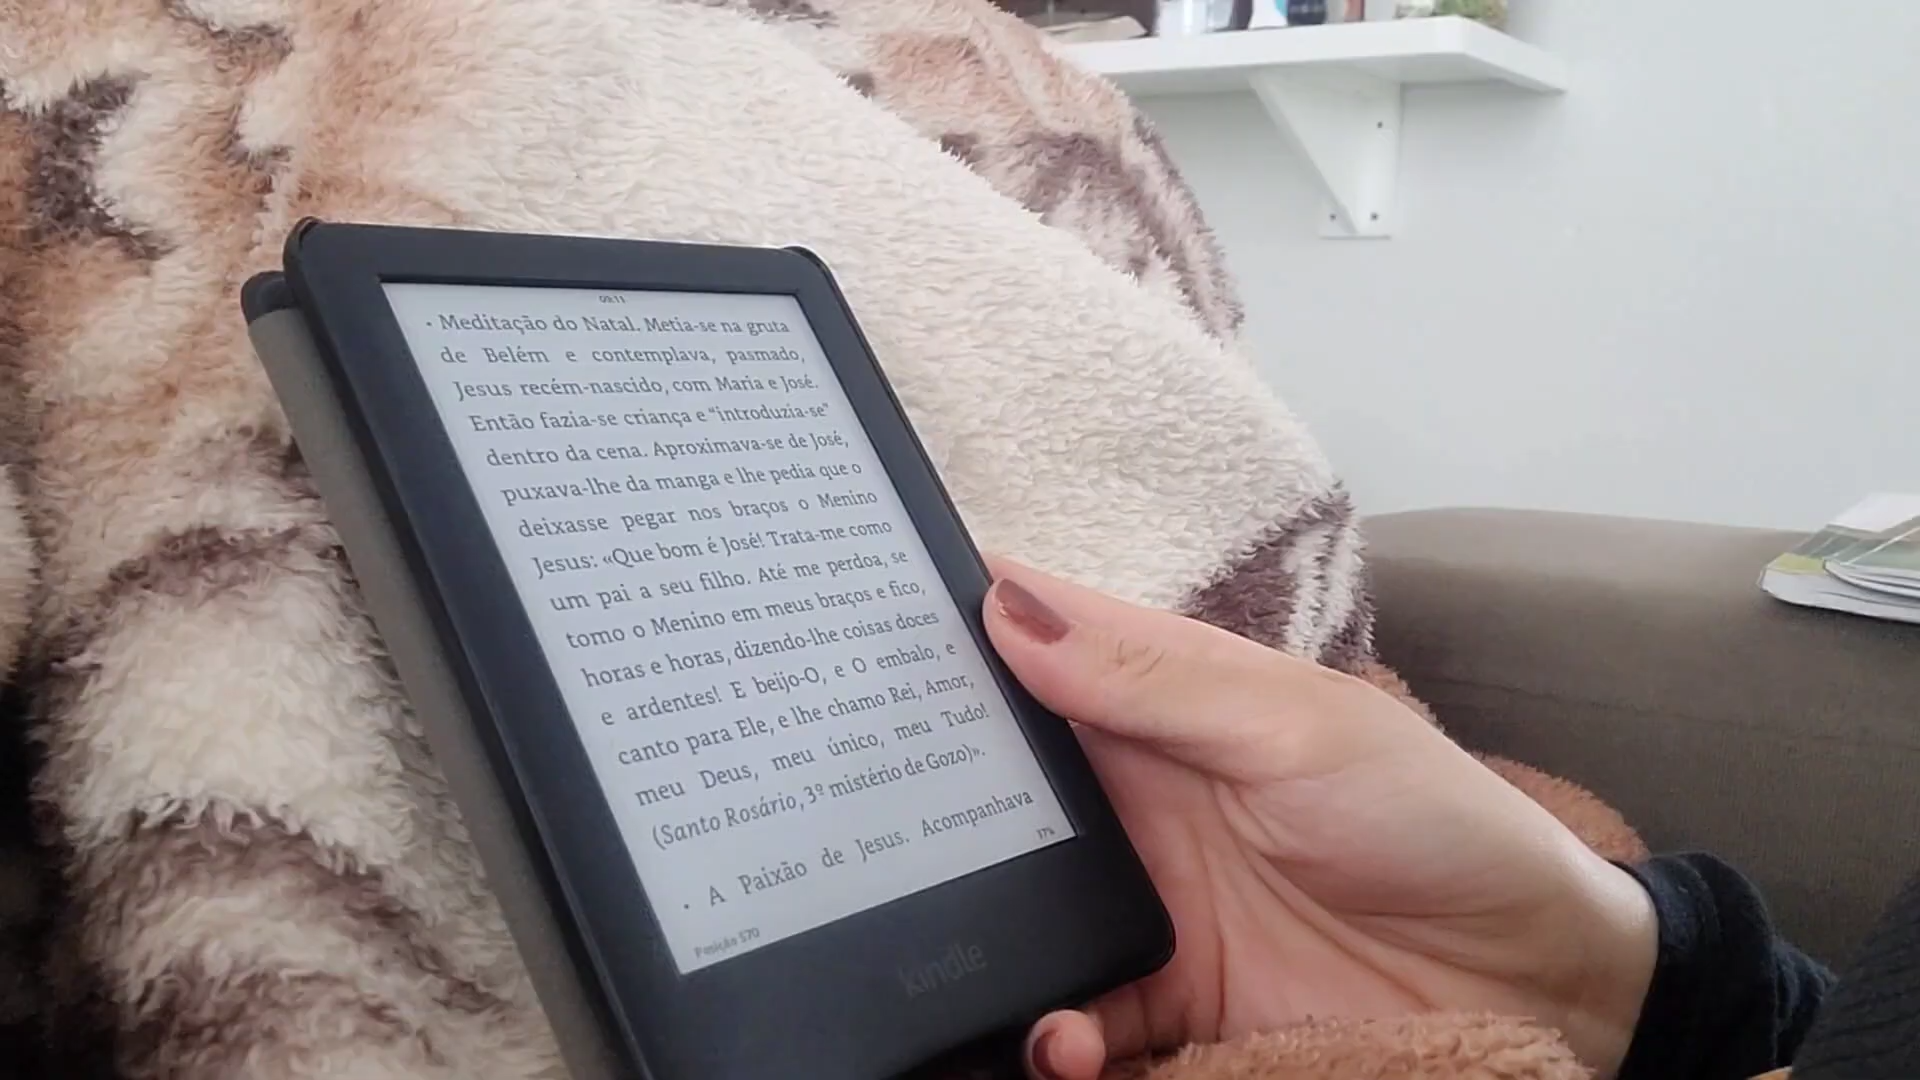 09:11
• Meditação do Natal. Metia-se na gruta
de Belém e contemplava, pasmado,
Jesus recém-nascido, com Maria e José.
Então fazia-se criança e “introduzia-se”
dentro da cena. Aproximava-se de José,
puxava-lhe da manga e lhe pedia que o
deixasse pegar nos braços o Menino
Jesus: «Que bom é José! Trata-me como
um pai a seu filho. Até me perdoa, se
tomo o Menino em meus braços e fico,
horas e horas, dizendo-lhe coisas doces
e ardentes! E beijo-O, e O embalo, e
canto para Ele, e lhe chamo Rei, Amor,
meu Deus, meu único, meu Tudo!
(Santo Rosário, 3º mistério de Gozo)».
• A Paixão de Jesus. Acompanhava
Posição 570
37%
kindle